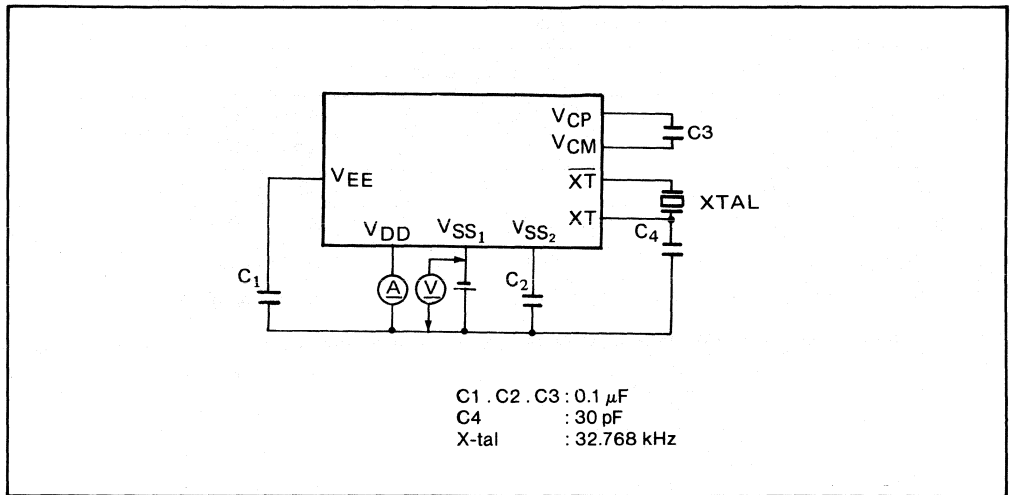 VCP
C3
VCM
VEE
XT
XTAL
XT
VDD VSS1 VSS2 C4
C1 A V C2
C1 . C2 . C3 : 0.1 μF
C4 : 30 pF
X-tal : 32.768 kHz